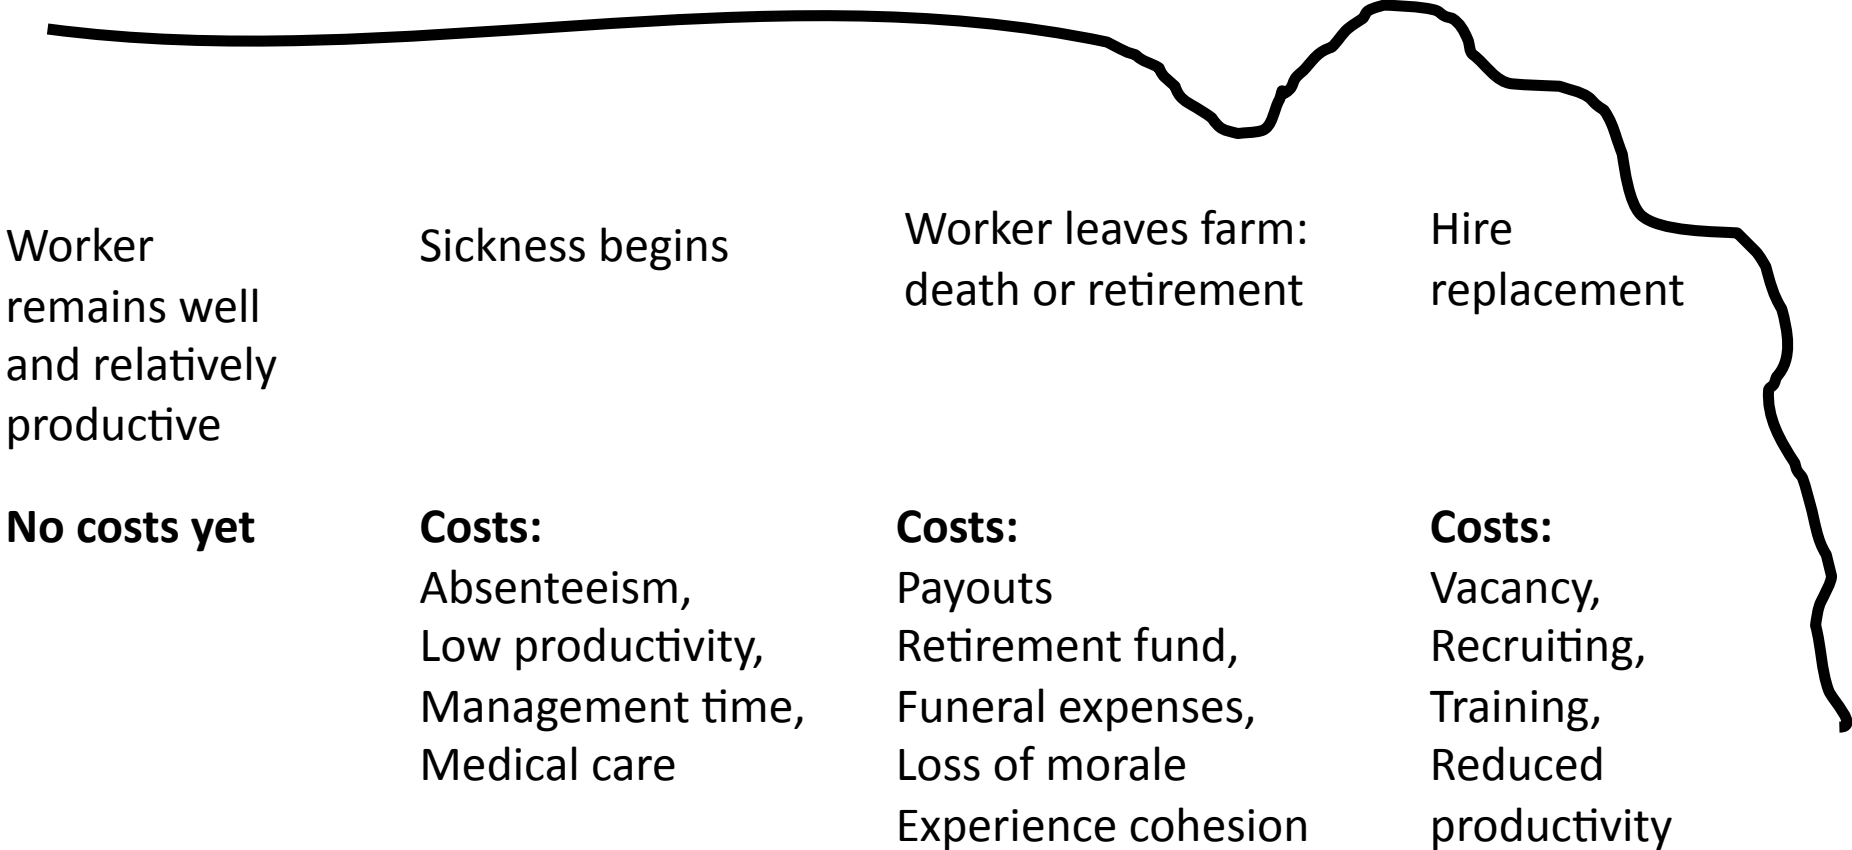 Worker
remains well
and relatively
productive
Sickness begins
Worker leaves farm:
death or retirement
Hire
replacement
No costs yet
Costs:
Absenteeism,
Low productivity,
Management time,
Medical care
Costs:
Payouts
Retirement fund,
Funeral expenses,
Loss of morale
Experience cohesion
Costs:
Vacancy,
Recruiting,
Training,
Reduced
productivity